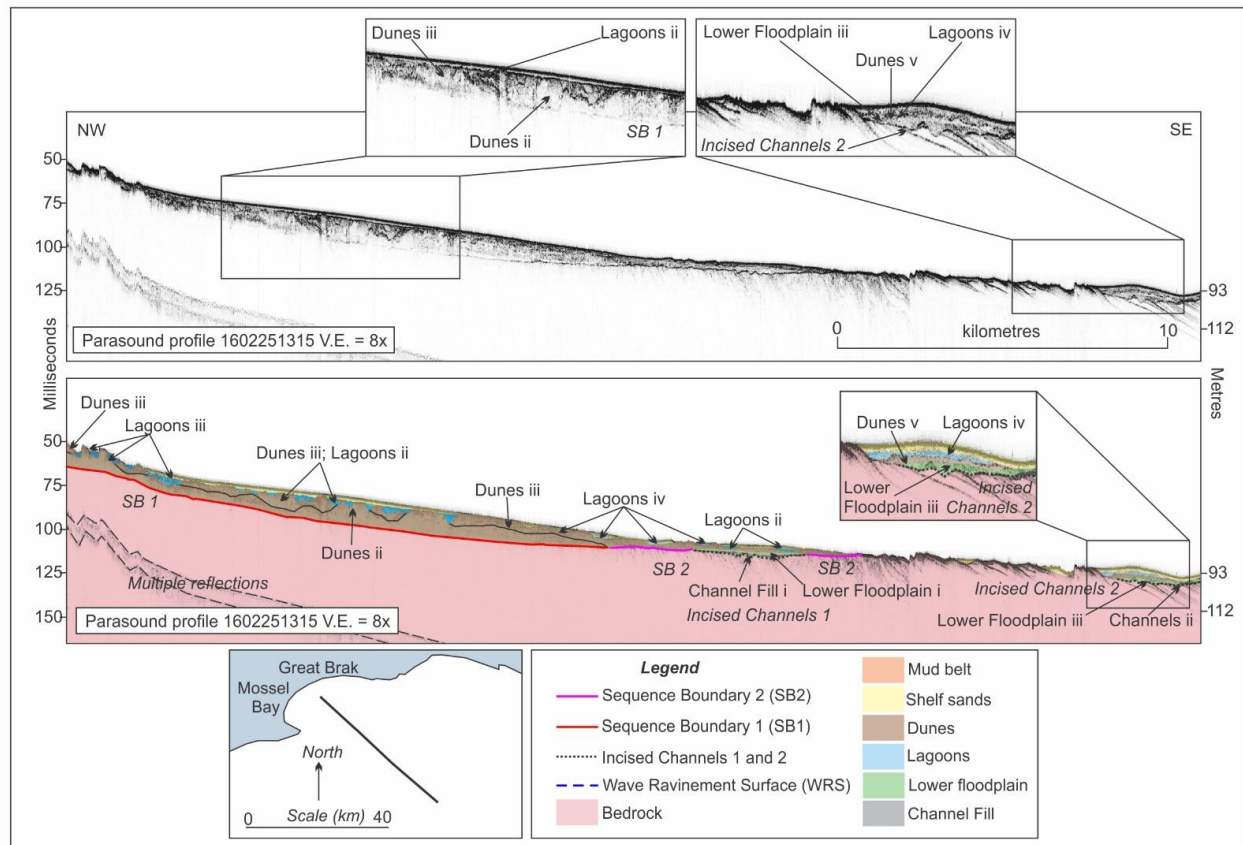 Dunes iii
Lagoons ii
Dunes ii
SB 1
Lower Floodplain iii
Lagoons iv
Dunes v
Incised Channels 2
NW
SE
50
75
100
125
93
112
0
kilometres
10
Parasound profile 1602251315 V.E. = 8x
Milliseconds
Metres
Dunes iii
Lagoons iii
Dunes iii; Lagoons ii
Dunes iii
Lagoons iv
Lagoons ii
Dunes v
Lagoons iv
Lower
Floodplain iii
Incised
Channels 2
50
75
100
125
150
93
112
SB 1
Dunes ii
SB 2
SB 2
Channel Fill i
Lower Floodplain i
Incised Channels 1
Incised Channels 2
Lower Floodplain iii
Channels ii
Multiple reflections
Parasound profile 1602251315 V.E. = 8x
Great Brak
Mossel
Bay
North
Scale (km)
0
40
Legend
Sequence Boundary 2 (SB2)
Sequence Boundary 1 (SB1)
Incised Channels 1 and 2
Wave Ravinement Surface (WRS)
Bedrock
Mud belt
Shelf sands
Dunes
Lagoons
Lower floodplain
Channel Fill